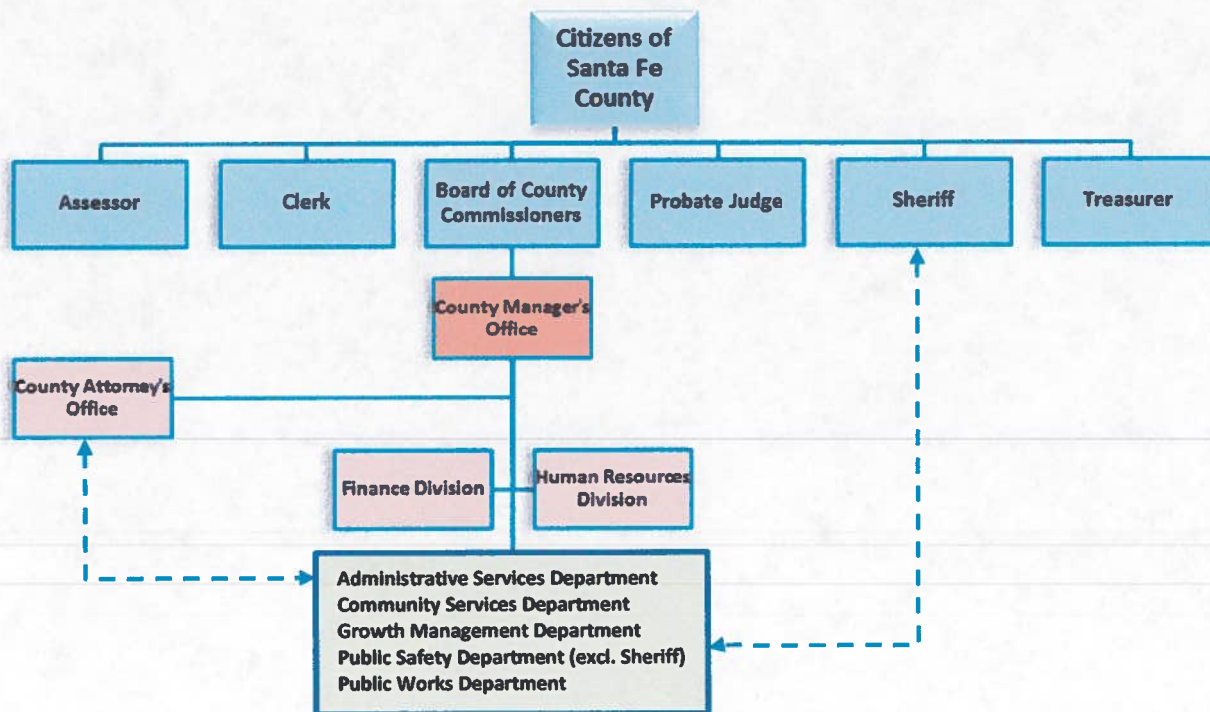 Citizens of
Santa Fe
County
Assessor
Clerk
Board of County
Commissioners
Probate Judge
Sheriff
Treasurer
County Manager's
Office
County Attorney's
Office
Finance Division
Human Resources
Division
Administrative Services Department
Community Services Department
Growth Management Department
Public Safety Department (excl. Sheriff)
Public Works Department